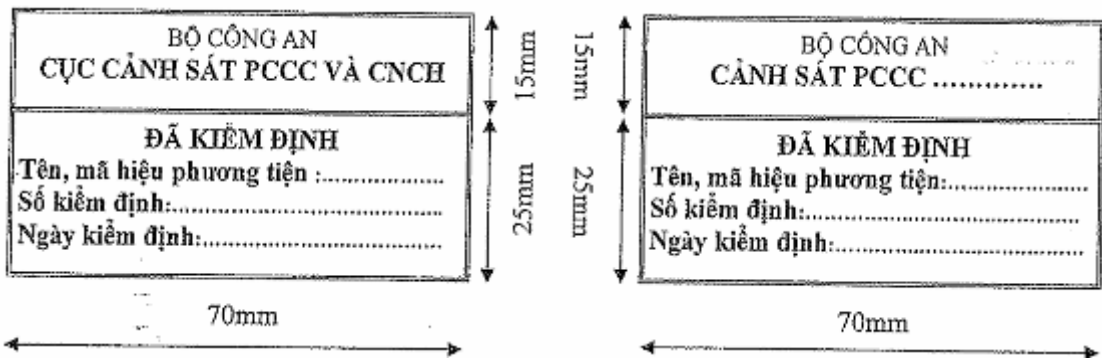 BỘ CÔNG AN
CỤC CẢNH SÁT PCCC VÀ CNCH
ĐÃ KIỂM ĐỊNH
Tên, mã hiệu phương tiện :....................
Số kiểm định:............................................
Ngày kiểm định:.......................................
15mm
25mm
70mm
15mm
25mm
BỘ CÔNG AN
CẢNH SÁT PCCC .............
ĐÃ KIỂM ĐỊNH
Tên, mã hiệu phương tiện:....................
Số kiểm định:............................................
Ngày kiểm định:.......................................
70mm